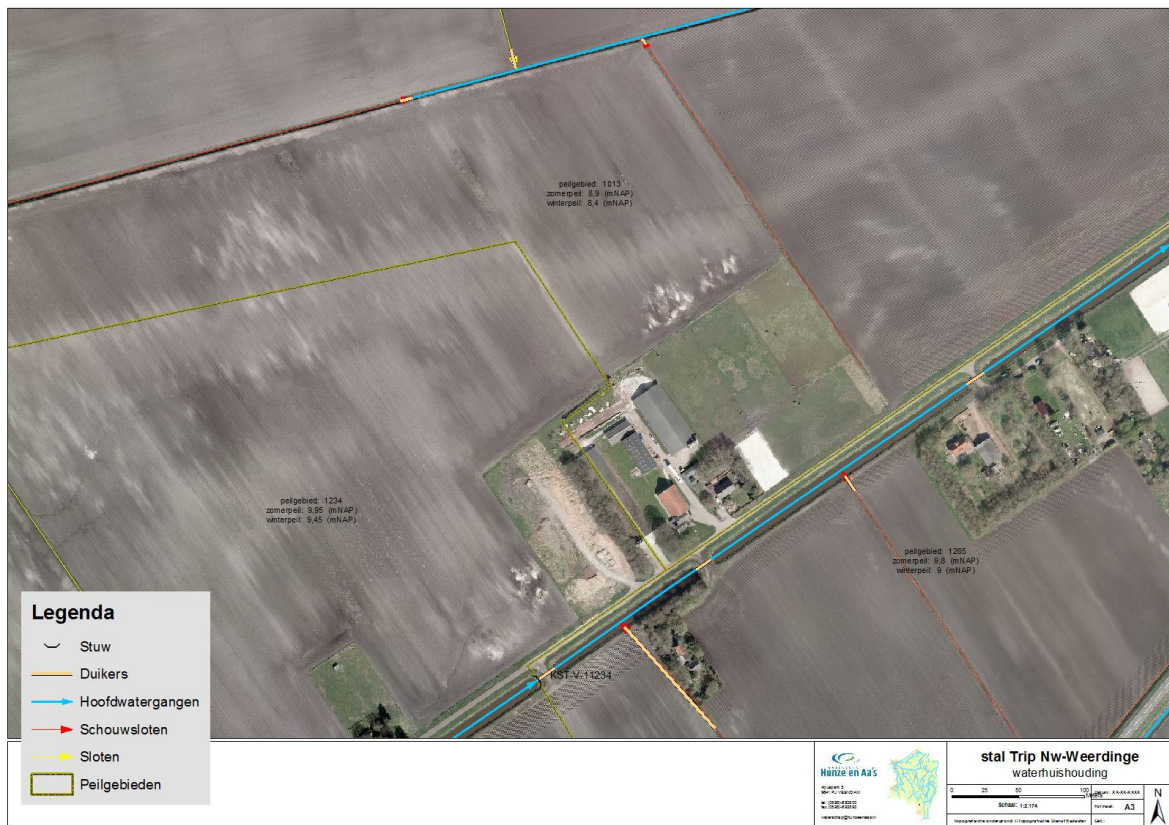 peilgebied: 1013
zomerpeil: 8,9 (mNAP)
winterpeil: 8,4 (mNAP)
peilgebied: 1234
zomerpeil: 9,95 (mNAP)
winterpeil: 9,45 (mNAP)
peilgebied: 1265
zomerpeil: 9,8 (mNAP)
winterpeil: 9 (mNAP)
KST-V-11234
Legenda
Stuw
Duikers
Hoofdwatergangen
Schouwsloten
Sloten
Peilgebieden
Hunze en Aa's
stal Trip Nw-Weerdinge
waterhuishouding
0 25 50 100
Schaal: 1:2.174
Formaat: A3
N